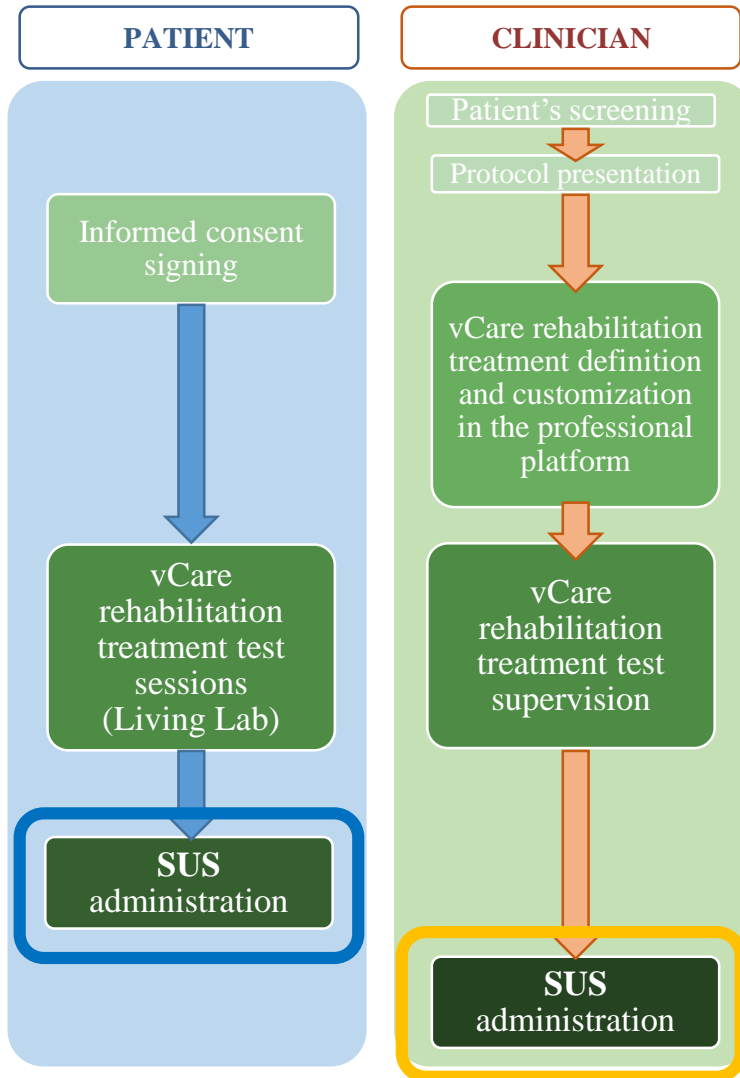 PATIENT
Informed consent
signing
vCare
rehabilitation
treatment test
sessions
(Living Lab)
SUS
administration
CLINICIAN
Patient’s screening
Protocol presentation
vCare rehabilitation
treatment definition
and customization
in the professional
platform
vCare
rehabilitation
treatment test
supervision
SUS
administration